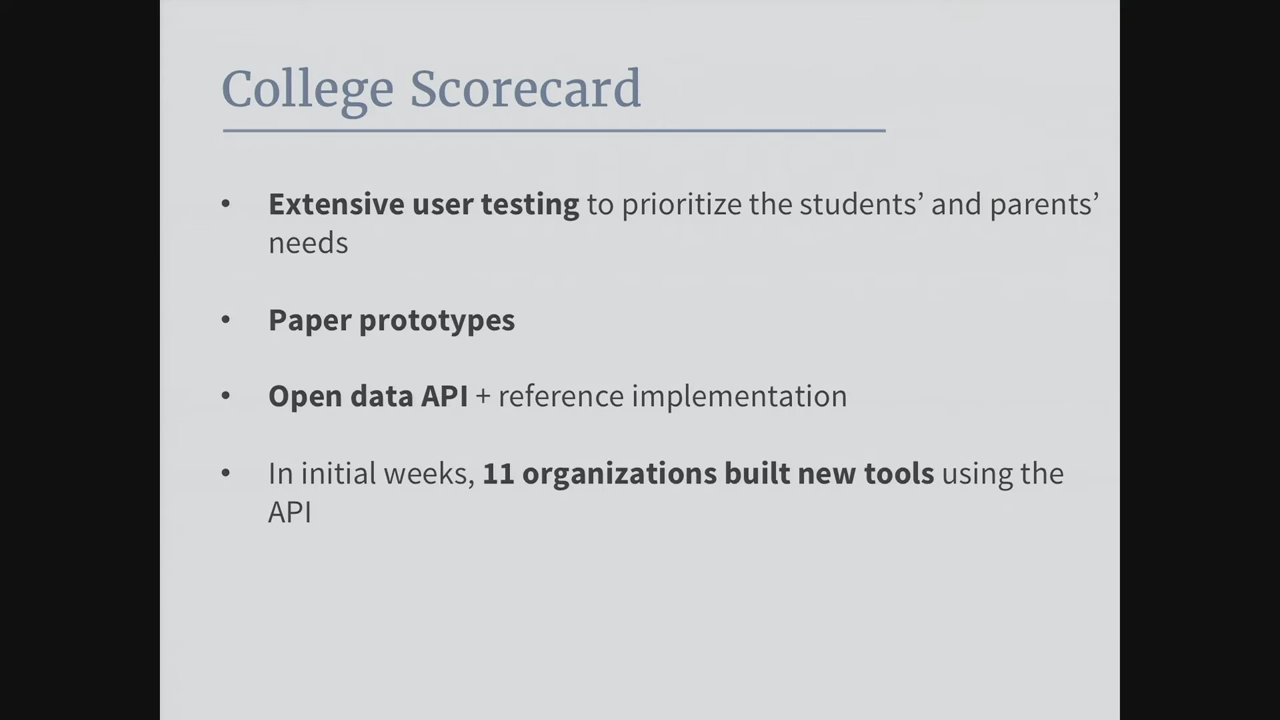 College Scorecard
• Extensive user testing to prioritize the students’ and parents’
needs
• Paper prototypes
• Open data API + reference implementation
• In initial weeks, 11 organizations built new tools using the
API